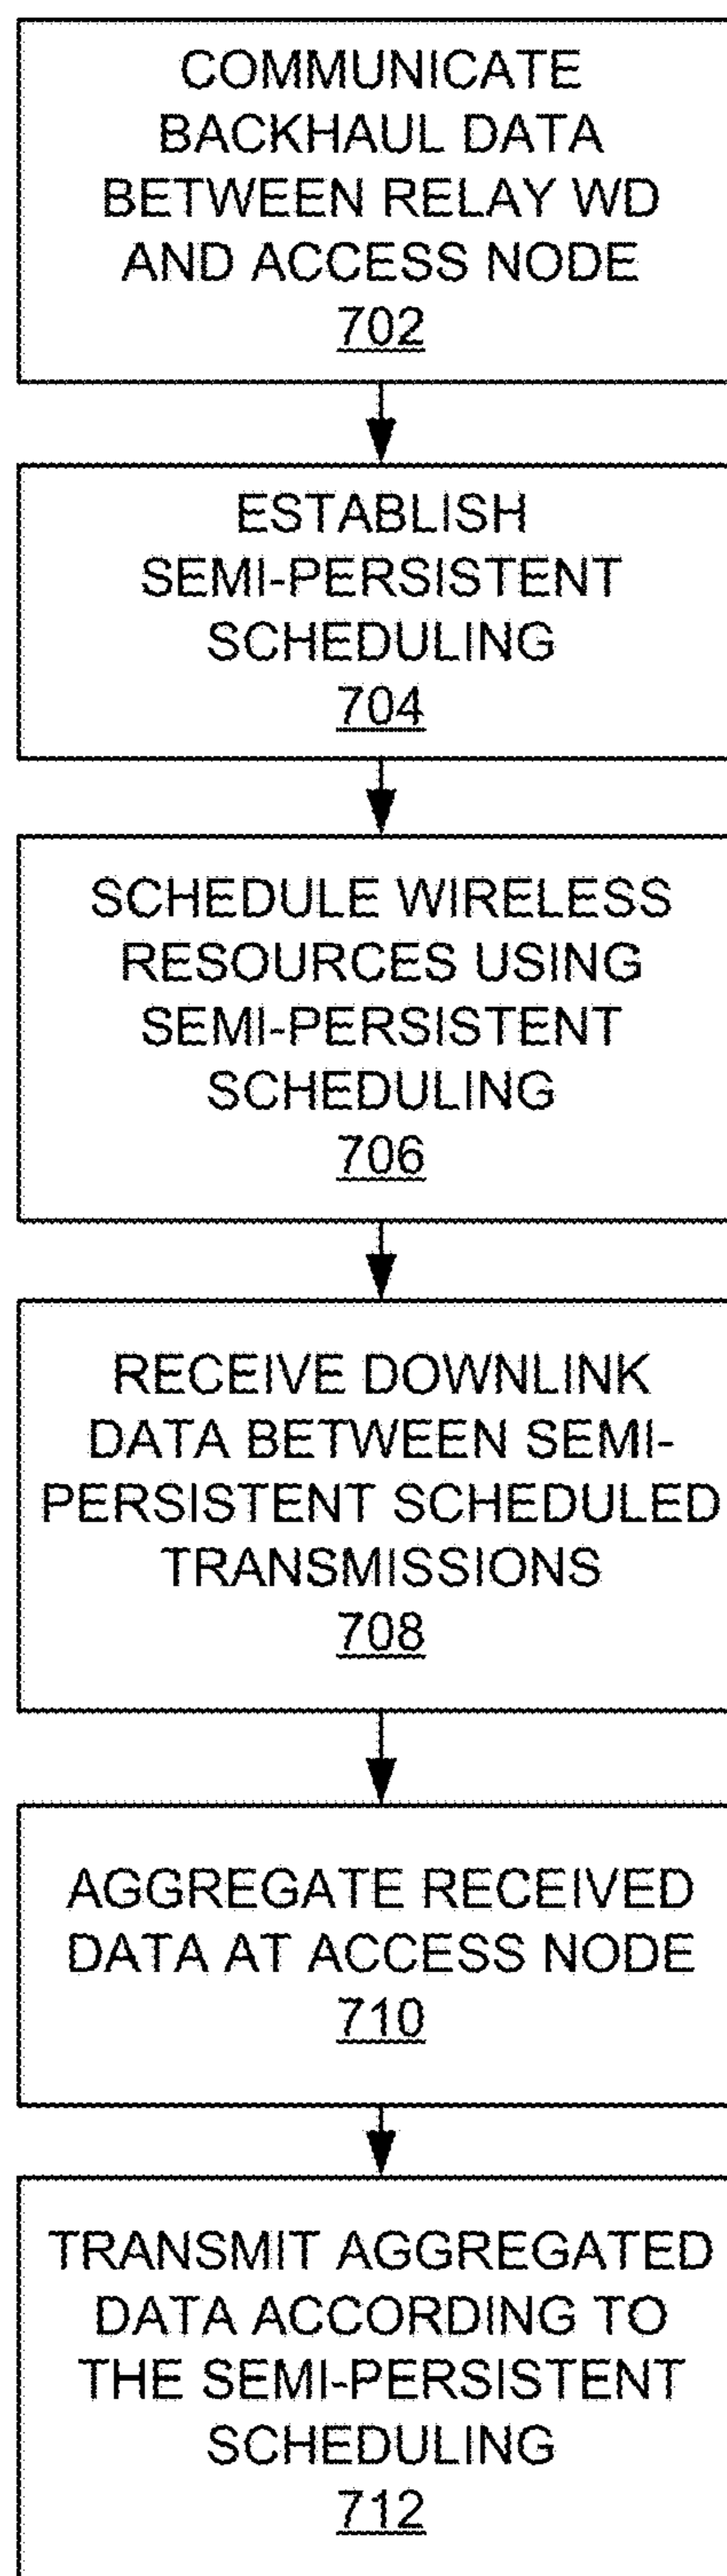 COMMUNICATE
BACKHAUL DATA
BETWEEN RELAY WD
AND ACCESS NODE
702
ESTABLISH
SEMI-PERSISTENT
SCHEDULING
704
SCHEDULE WIRELESS
RESOURCES USING
SEMI-PERSISTENT
SCHEDULING
706
RECEIVE DOWNLINK
DATA BETWEEN SEMI-
PERSISTENT SCHEDULED
TRANSMISSIONS
708
AGGREGATE RECEIVED
DATA AT ACCESS NODE
710
TRANSMIT AGGREGATED
DATA ACCORDING TO
THE SEMI-PERSISTENT
SCHEDULING
712